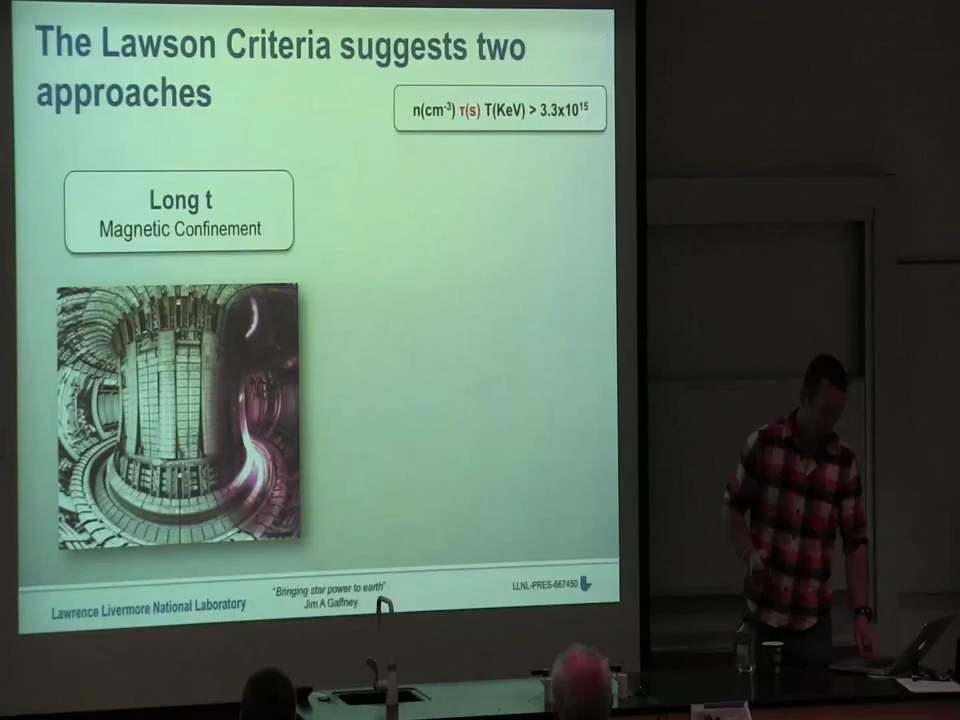 The Lawson Criteria suggests two
approaches
n(cm⁻³) τ(s) T(KeV) > 3.3x10¹⁵
Long t
Magnetic Confinement
Lawrence Livermore National Laboratory
"Bringing star power to earth"
Jim A Gaffney
LLNL-PRES-667450